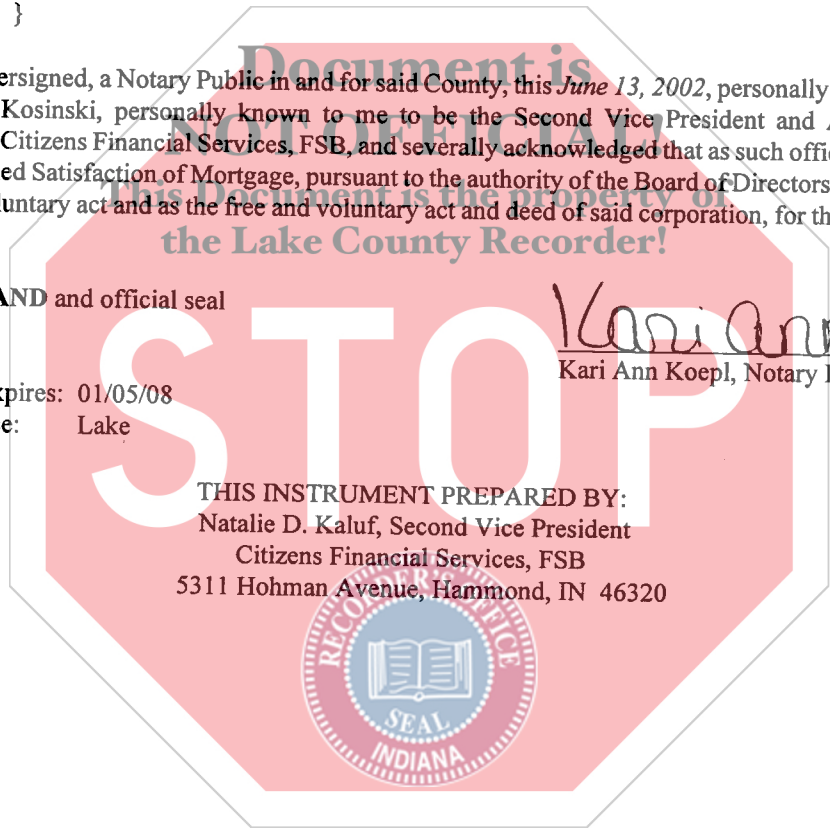 }
Document is
ersigned, a Notary Public in and for said County, this June 13, 2002, personally
Kosinski, personally known to me to be the Second Vice President and A
NOT OFFICIAL!
Citizens Financial Services, FSB, and severally acknowledged that as such offic
ed Satisfaction of Mortgage, pursuant to the authority of the Board of Directors
This Document is the property of
luntary act and as the free and voluntary act and deed of said corporation, for th
the Lake County Recorder!
AND and official seal
STOP
Kari Ann
Kari Ann Koepl, Notary P
xpires: 01/05/08
e: Lake
THIS INSTRUMENT PREPARED BY:
Natalie D. Kaluf, Second Vice President
Citizens Financial Services, FSB
5311 Hohman Avenue, Hammond, IN 46320
RECORDER'S OFFICE
SEAL
INDIANA